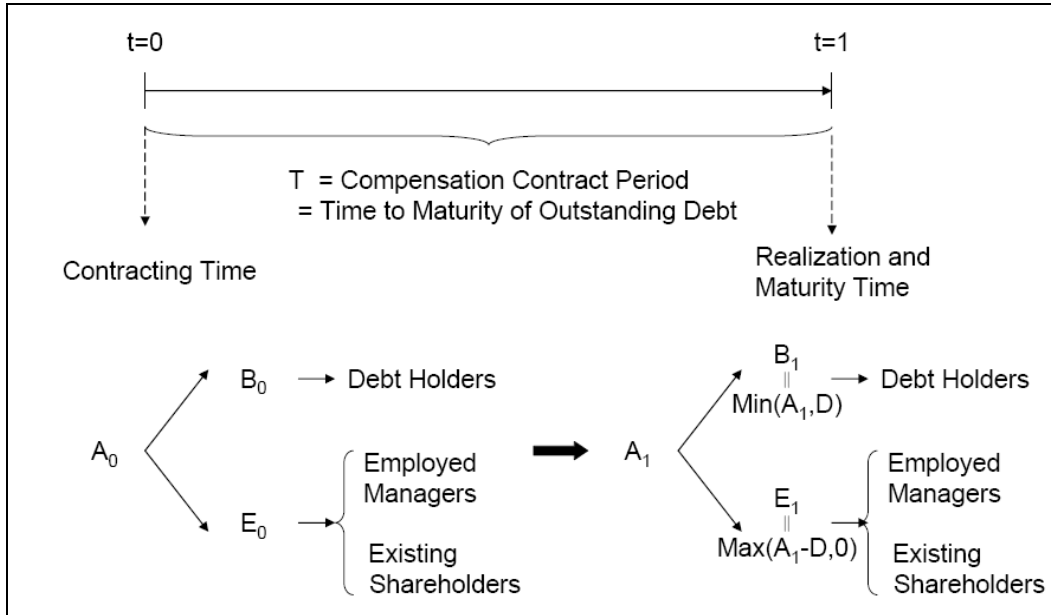 t=0
t=1
T = Compensation Contract Period
= Time to Maturity of Outstanding Debt
Contracting Time
Realization and
Maturity Time
A₀
B₀
Debt Holders
E₀
Employed
Managers
Existing
Shareholders
A₁
B₁
=
Min(A₁,D)
Debt Holders
E₁
=
Max(A₁-D,0)
Employed
Managers
Existing
Shareholders